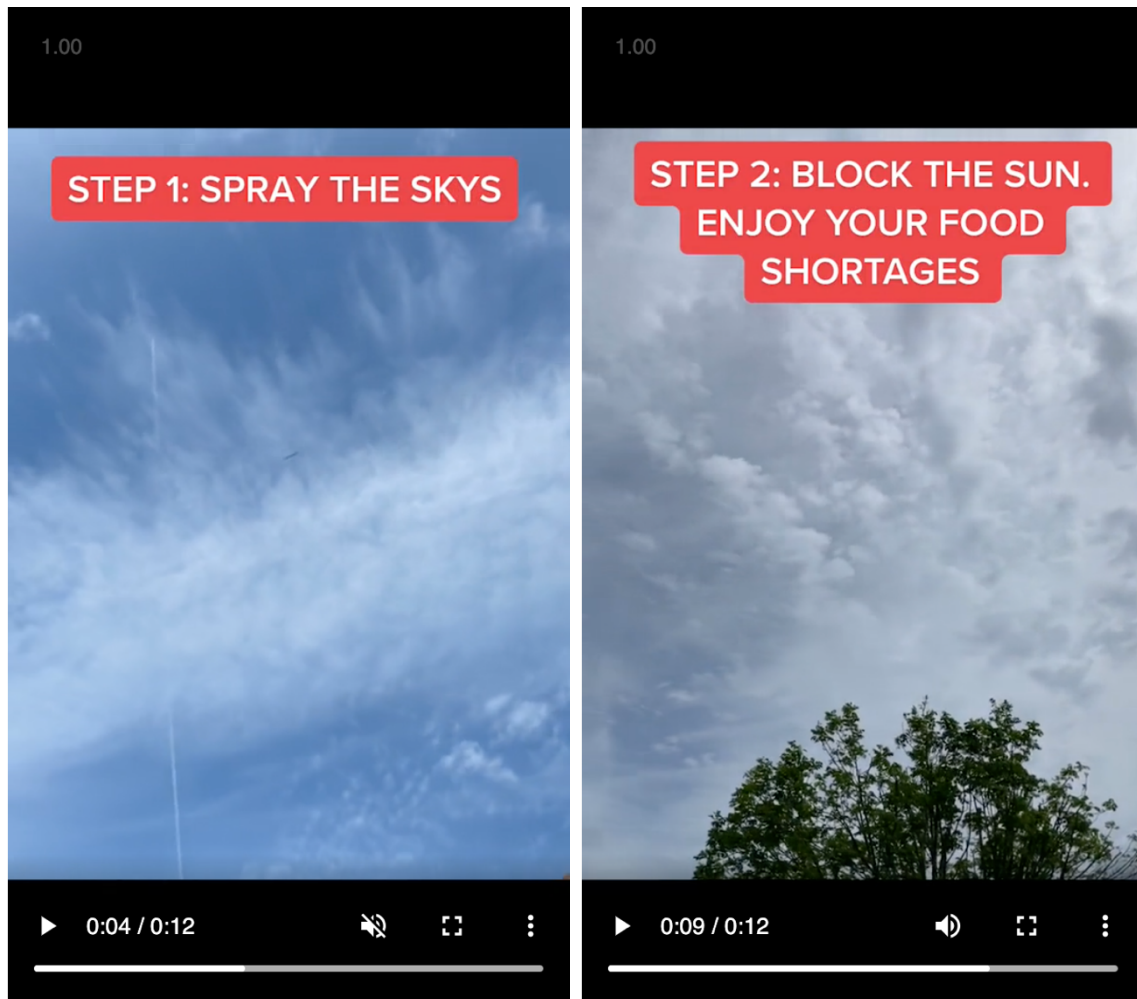 1.00
STEP 1: SPRAY THE SKYS
0:04 / 0:12
1.00
STEP 2: BLOCK THE SUN.
ENJOY YOUR FOOD
SHORTAGES
0:09 / 0:12